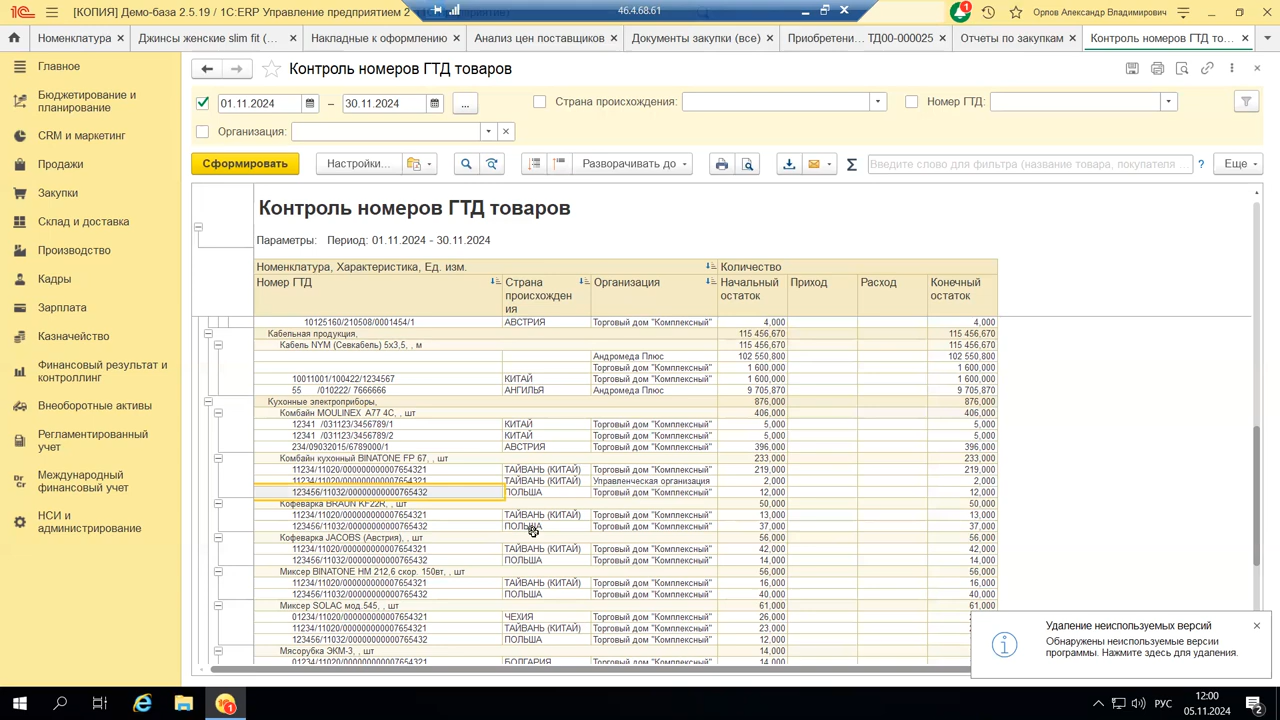 [КОПИЯ] Демо-база 2.5.19 / 1С:ERP Управление предприятием 2
46.4.68.61
Орлов Александр Владимирович
Номенклатура
Джинсы женские slim fit (...
Накладные к оформлению
Анализ цен поставщиков
Документы закупки (все)
Приобретени... ТД00-000025
Отчеты по закупкам
Контроль номеров ГТД то...
Главное
Бюджетирование и
планирование
CRM и маркетинг
Продажи
Закупки
Склад и доставка
Производство
Кадры
Зарплата
Казначейство
Финансовый результат и
контроллинг
Внеоборотные активы
Регламентированный
учет
Международный
финансовый учет
НСИ и
администрирование
Контроль номеров ГТД товаров
01.11.2024 – 30.11.2024 ... Страна происхождения: Номер ГТД:
Организация:
Сформировать Настройки... Разворачивать до Σ Введите слово для фильтра (название товара, покупателя ? Еще
Контроль номеров ГТД товаров
Параметры: Период: 01.11.2024 - 30.11.2024
Номенклатура, Характеристика, Ед. изм. Количество
Номер ГТД Страна происхожден ия Организация Начальный остаток Приход Расход Конечный остаток
10125160/210508/0001454/1 АВСТРИЯ Торговый дом "Комплексный" 4,000 4,000
Кабельная продукция, 115 456,670 115 456,670
Кабель NYM (Севкабель) 5х3,5, , м 115 456,670 115 456,670
Андромеда Плюс 102 550,800 102 550,800
Торговый дом "Комплексный" 1 600,000 1 600,000
10011001/100422/1234567 КИТАЙ Торговый дом "Комплексный" 1 600,000 1 600,000
55 /010222/ 7666666 АНГИЛЬЯ Андромеда Плюс 9 705,870 9 705,870
Кухонные электроприборы, 876,000 876,000
Комбайн MOULINEX A77 4C, , шт 406,000 406,000
12341 /031123/3456789/1 КИТАЙ Торговый дом "Комплексный" 5,000 5,000
12341 /031123/3456789/2 КИТАЙ Торговый дом "Комплексный" 5,000 5,000
234/09032015/6789000/1 АВСТРИЯ Торговый дом "Комплексный" 396,000 396,000
Комбайн кухонный BINATONE FP 67, , шт 233,000 233,000
11234/11020/00000000007654321 ТАЙВАНЬ (КИТАЙ) Торговый дом "Комплексный" 219,000 219,000
11234/11020/00000000007654321 ТАЙВАНЬ (КИТАЙ) Управленческая организация 2,000 2,000
123456/11032/0000000000765432 ПОЛЬША Торговый дом "Комплексный" 12,000 12,000
Кофеварка BRAUN KF22R, , шт 50,000 50,000
11234/11020/00000000007654321 ТАЙВАНЬ (КИТАЙ) Торговый дом "Комплексный" 13,000 13,000
123456/11032/0000000000765432 ПОЛЬША Торговый дом "Комплексный" 37,000 37,000
Кофеварка JACOBS (Австрия), , шт 56,000 56,000
11234/11020/00000000007654321 ТАЙВАНЬ (КИТАЙ) Торговый дом "Комплексный" 42,000 42,000
123456/11032/0000000000765432 ПОЛЬША Торговый дом "Комплексный" 14,000 14,000
Миксер BINATONE HM 212,6 скор. 150вт, , шт 56,000 56,000
11234/11020/00000000007654321 ТАЙВАНЬ (КИТАЙ) Торговый дом "Комплексный" 16,000 16,000
123456/11032/0000000000765432 ПОЛЬША Торговый дом "Комплексный" 40,000 40,000
Миксер SOLAC мод.545, , шт 61,000 61,000
01234/11020/00000000007654321 ЧЕХИЯ Торговый дом "Комплексный" 26,000
11234/11020/00000000007654321 ТАЙВАНЬ (КИТАЙ) Торговый дом "Комплексный" 23,000
123456/11032/0000000000765432 ПОЛЬША Торговый дом "Комплексный" 12,000
Мясорубка ЭКМ-3, , шт 14,000
01234/11020/00000000007654321 БОЛГАРИЯ Торговый дом "Комплексный" 14,000
Удаление неиспользуемых версий
Обнаружены неиспользуемые версии
программы. Нажмите здесь для удаления.
РУС
12:00
05.11.2024